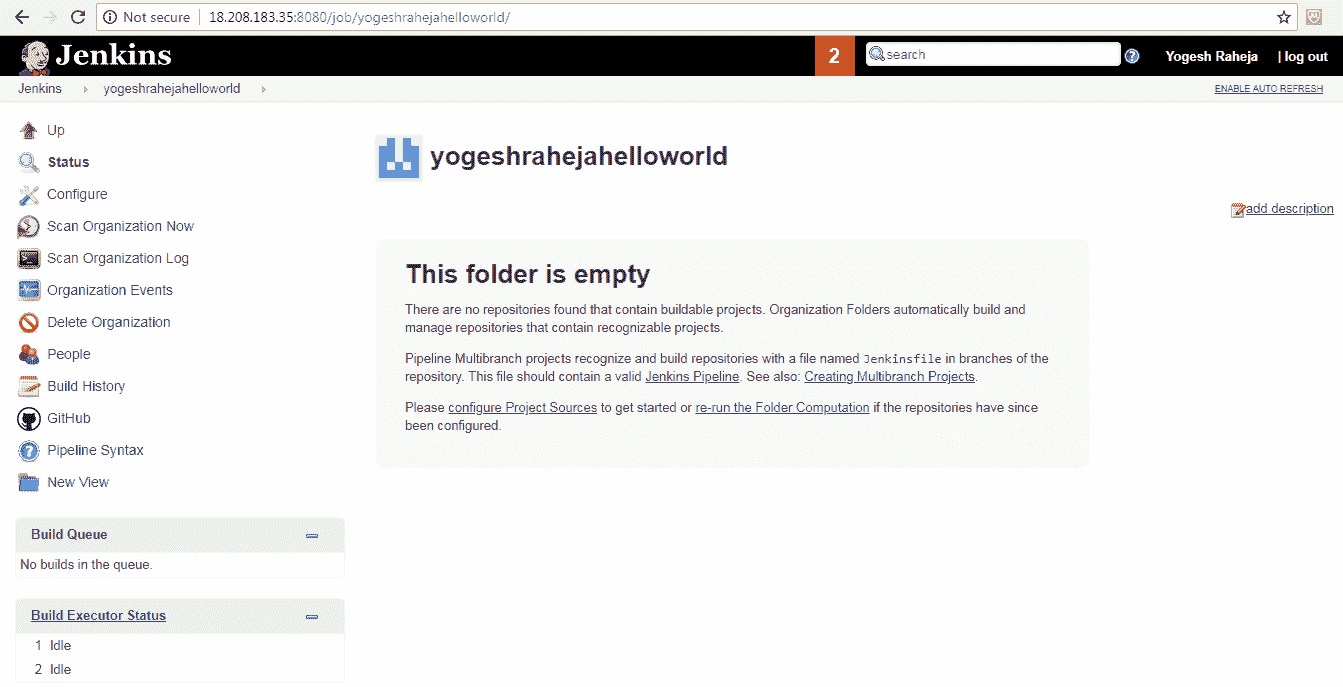 Not secure | 18.208.183.35:8080/job/yogeshrahejahelloworld/
Jenkins 2 search ? Yogesh Raheja | log out
Jenkins yogeshrahejahelloworld ENABLE AUTO REFRESH
Up
Status
Configure
Scan Organization Now
Scan Organization Log
Organization Events
Delete Organization
People
Build History
GitHub
Pipeline Syntax
New View
Build Queue
No builds in the queue.
Build Executor Status
1 Idle
2 Idle
yogeshrahejahelloworld
add description
This folder is empty
There are no repositories found that contain buildable projects. Organization Folders automatically build and
manage repositories that contain recognizable projects.
Pipeline Multibranch projects recognize and build repositories with a file named Jenkinsfile in branches of the
repository. This file should contain a valid Jenkins Pipeline. See also: Creating Multibranch Projects.
Please configure Project Sources to get started or re-run the Folder Computation if the repositories have since
been configured.